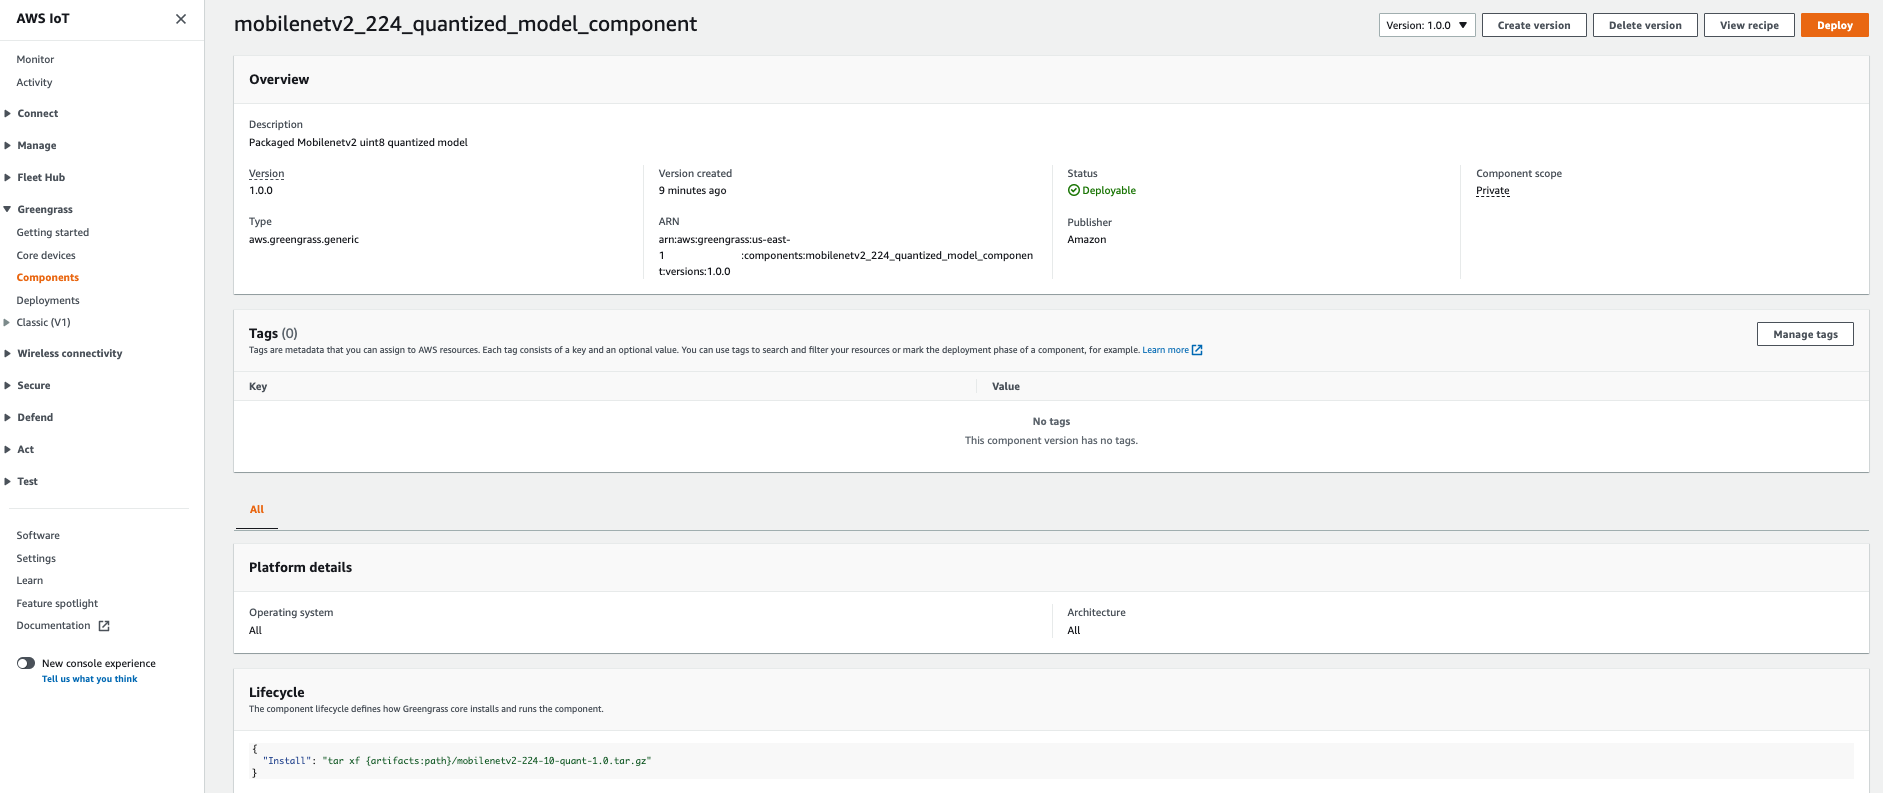 AWS IoT
Monitor
Activity
Connect
Manage
Fleet Hub
Greengrass
Getting started
Core devices
Components
Deployments
Classic (V1)
Wireless connectivity
Secure
Defend
Act
Test
Software
Settings
Learn
Feature spotlight
Documentation
New console experience
Tell us what you think
mobilenetv2_224_quantized_model_component
Version: 1.0.0
Create version
Delete version
View recipe
Deploy
Overview
Description
Packaged Mobilenetv2 uint8 quantized model
Version
1.0.0
Version created
9 minutes ago
Status
Deployable
Component scope
Private
Type
aws.greengrass.generic
ARN
arn:aws:greengrass:us-east-
1 :components:mobilenetv2_224_quantized_model_componen
t:versions:1.0.0
Publisher
Amazon
Tags (0)
Tags are metadata that you can assign to AWS resources. Each tag consists of a key and an optional value. You can use tags to search and filter your resources or mark the deployment phase of a component, for example. Learn more
Manage tags
Key
Value
No tags
This component version has no tags.
All
Platform details
Operating system
All
Architecture
All
Lifecycle
The component lifecycle defines how Greengrass core installs and runs the component.
{
"Install": "tar xf {artifacts:path}/mobilenetv2-224-10-quant-1.0.tar.gz"
}